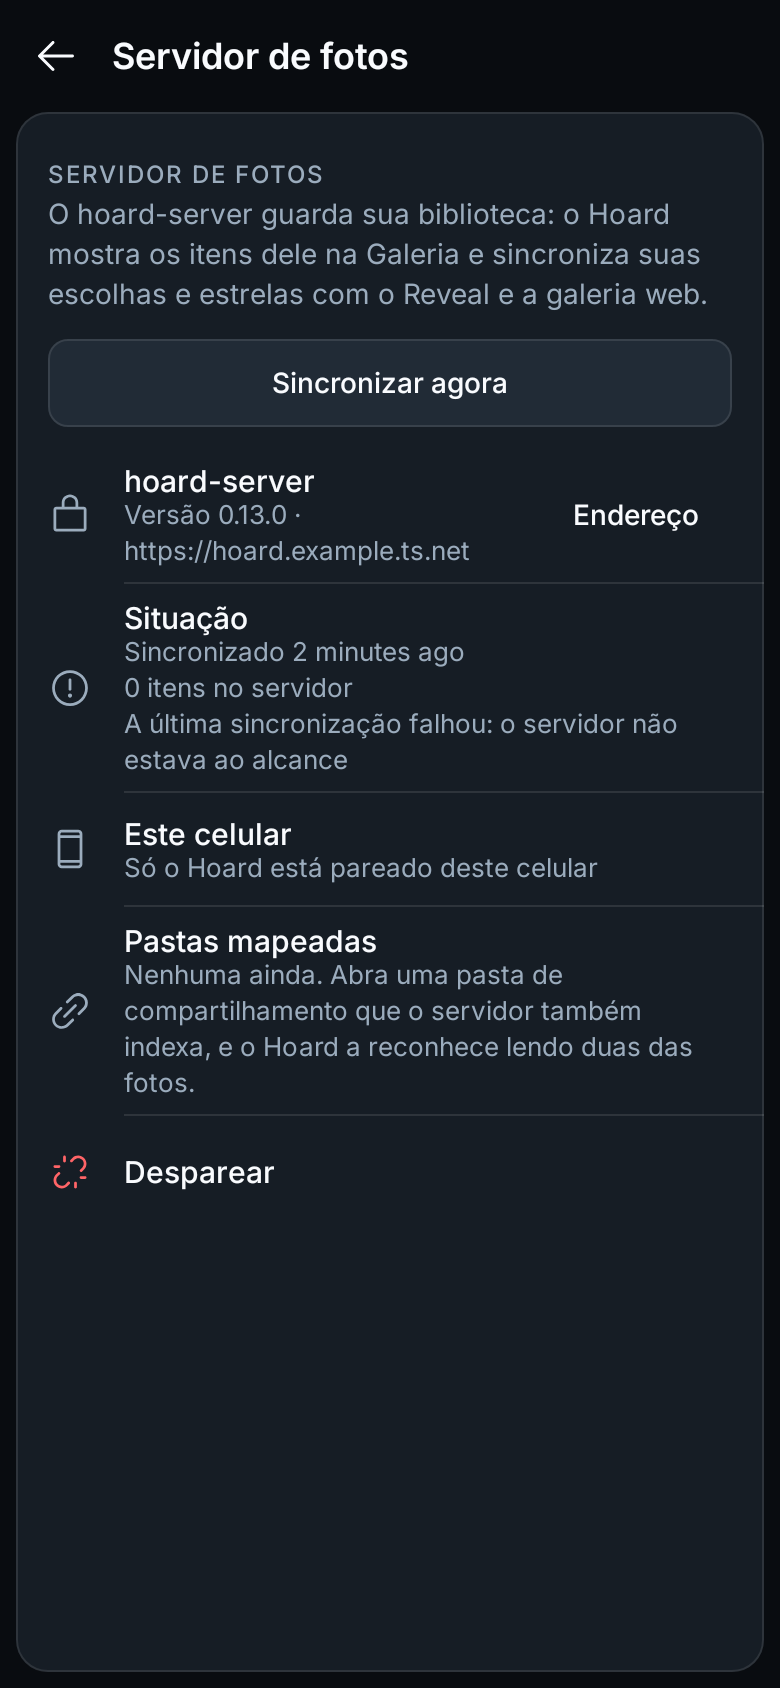 Servidor de fotos
SERVIDOR DE FOTOS
O hoard-server guarda sua biblioteca: o Hoard
mostra os itens dele na Galeria e sincroniza suas
escolhas e estrelas com o Reveal e a galeria web.
Sincronizar agora
hoard-server
Versão 0.13.0 ·
https://hoard.example.ts.net
Endereço
Situação
Sincronizado 2 minutes ago
0 itens no servidor
A última sincronização falhou: o servidor não
estava ao alcance
Este celular
Só o Hoard está pareado deste celular
Pastas mapeadas
Nenhuma ainda. Abra uma pasta de
compartilhamento que o servidor também
indexa, e o Hoard a reconhece lendo duas das
fotos.
Desparear